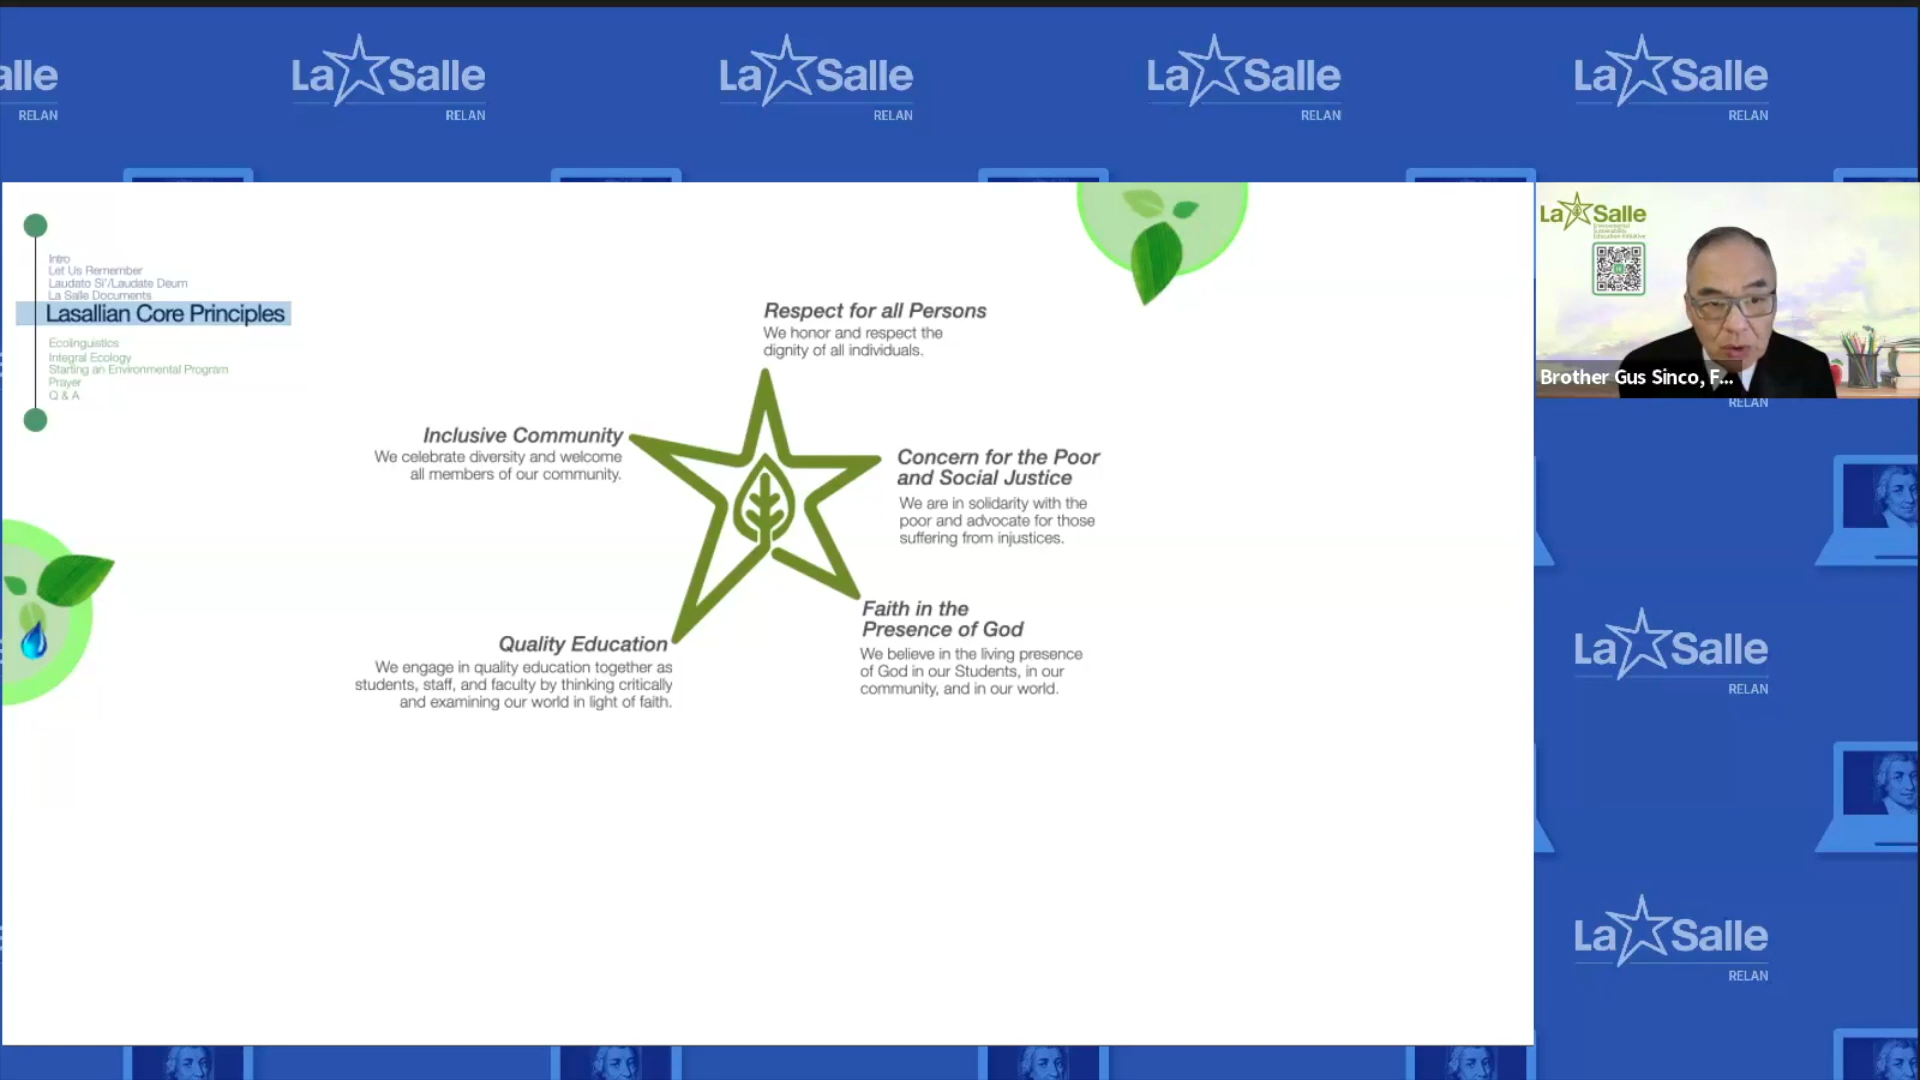 alle
RELAN
La Salle
RELAN
La Salle
RELAN
La Salle
RELAN
La Salle
RELAN
Intro
Let Us Remember
Laudato Si'/Laudate Deum
La Salle Documents
Lasallian Core Principles
Ecolinguistics
Integral Ecology
Starting an Environmental Program
Prayer
Q & A
Respect for all Persons
We honor and respect the
dignity of all individuals.
Inclusive Community
We celebrate diversity and welcome
all members of our community.
Concern for the Poor
and Social Justice
We are in solidarity with the
poor and advocate for those
suffering from injustices.
Faith in the
Presence of God
We believe in the living presence
of God in our Students, in our
community, and in our world.
Quality Education
We engage in quality education together as
students, staff, and faculty by thinking critically
and examining our world in light of faith.
La Salle
Environmental
Sustainability
Education Initiative
Brother Gus Sinco, F...
RELAN
La Salle
RELAN
La Salle
RELAN